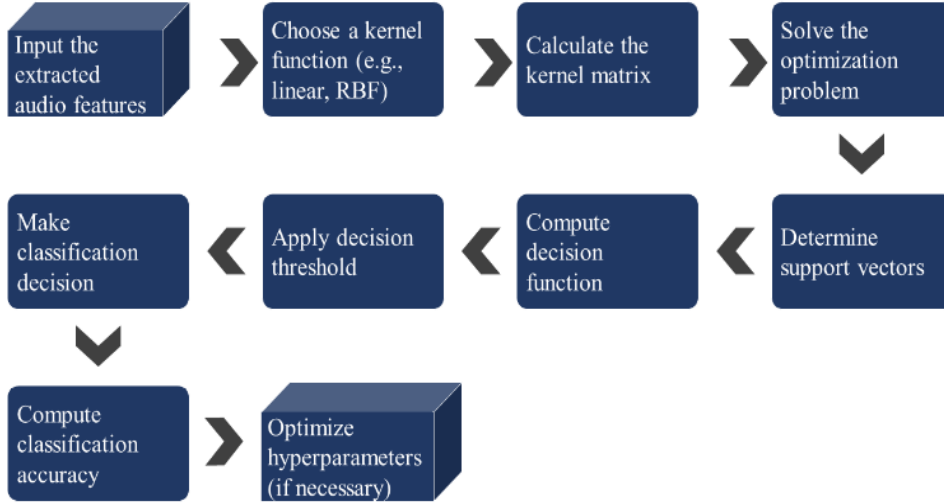 Input the
extracted
audio features
Choose a kernel
function (e.g.,
linear, RBF)
Calculate the
kernel matrix
Solve the
optimization
problem
Determine
support vectors
Compute
decision
function
Apply decision
threshold
Make
classification
decision
Compute
classification
accuracy
Optimize
hyperparameters
(if necessary)